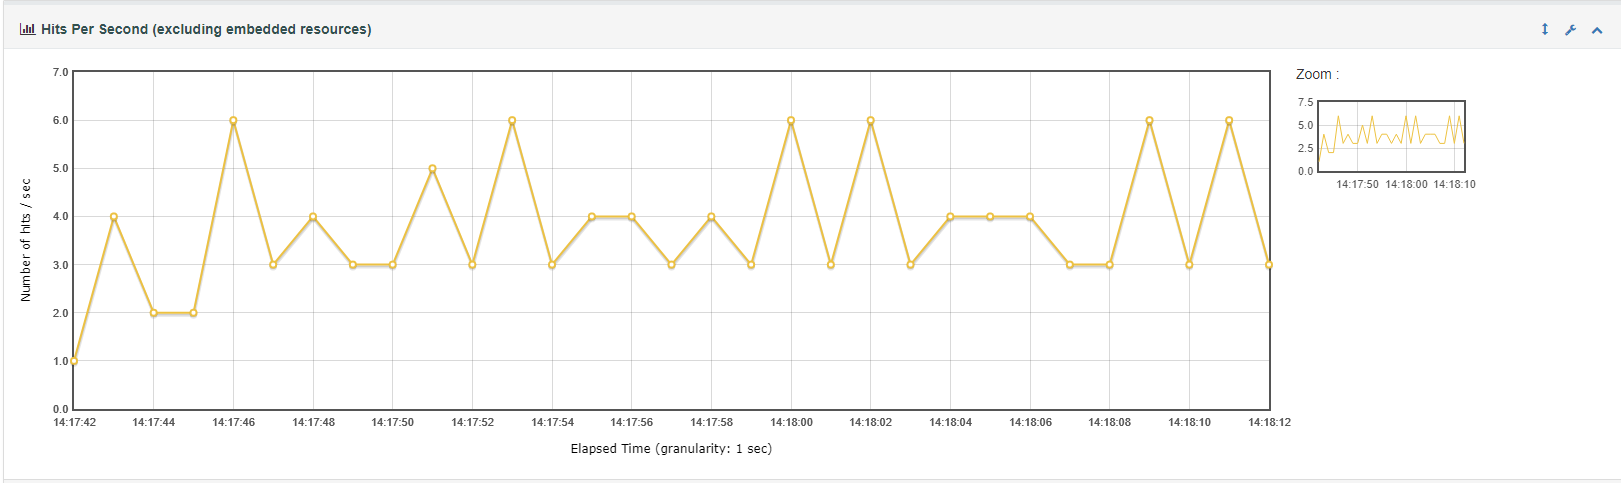 Hits Per Second (excluding embedded resources)
7.0
6.0
5.0
4.0
3.0
2.0
1.0
0.0
Number of hits / sec
14:17:42 14:17:44 14:17:46 14:17:48 14:17:50 14:17:52 14:17:54 14:17:56 14:17:58 14:18:00 14:18:02 14:18:04 14:18:06 14:18:08 14:18:10 14:18:12
Elapsed Time (granularity: 1 sec)
Zoom :
7.5
5.0
2.5
0.0
14:17:50 14:18:00 14:18:10